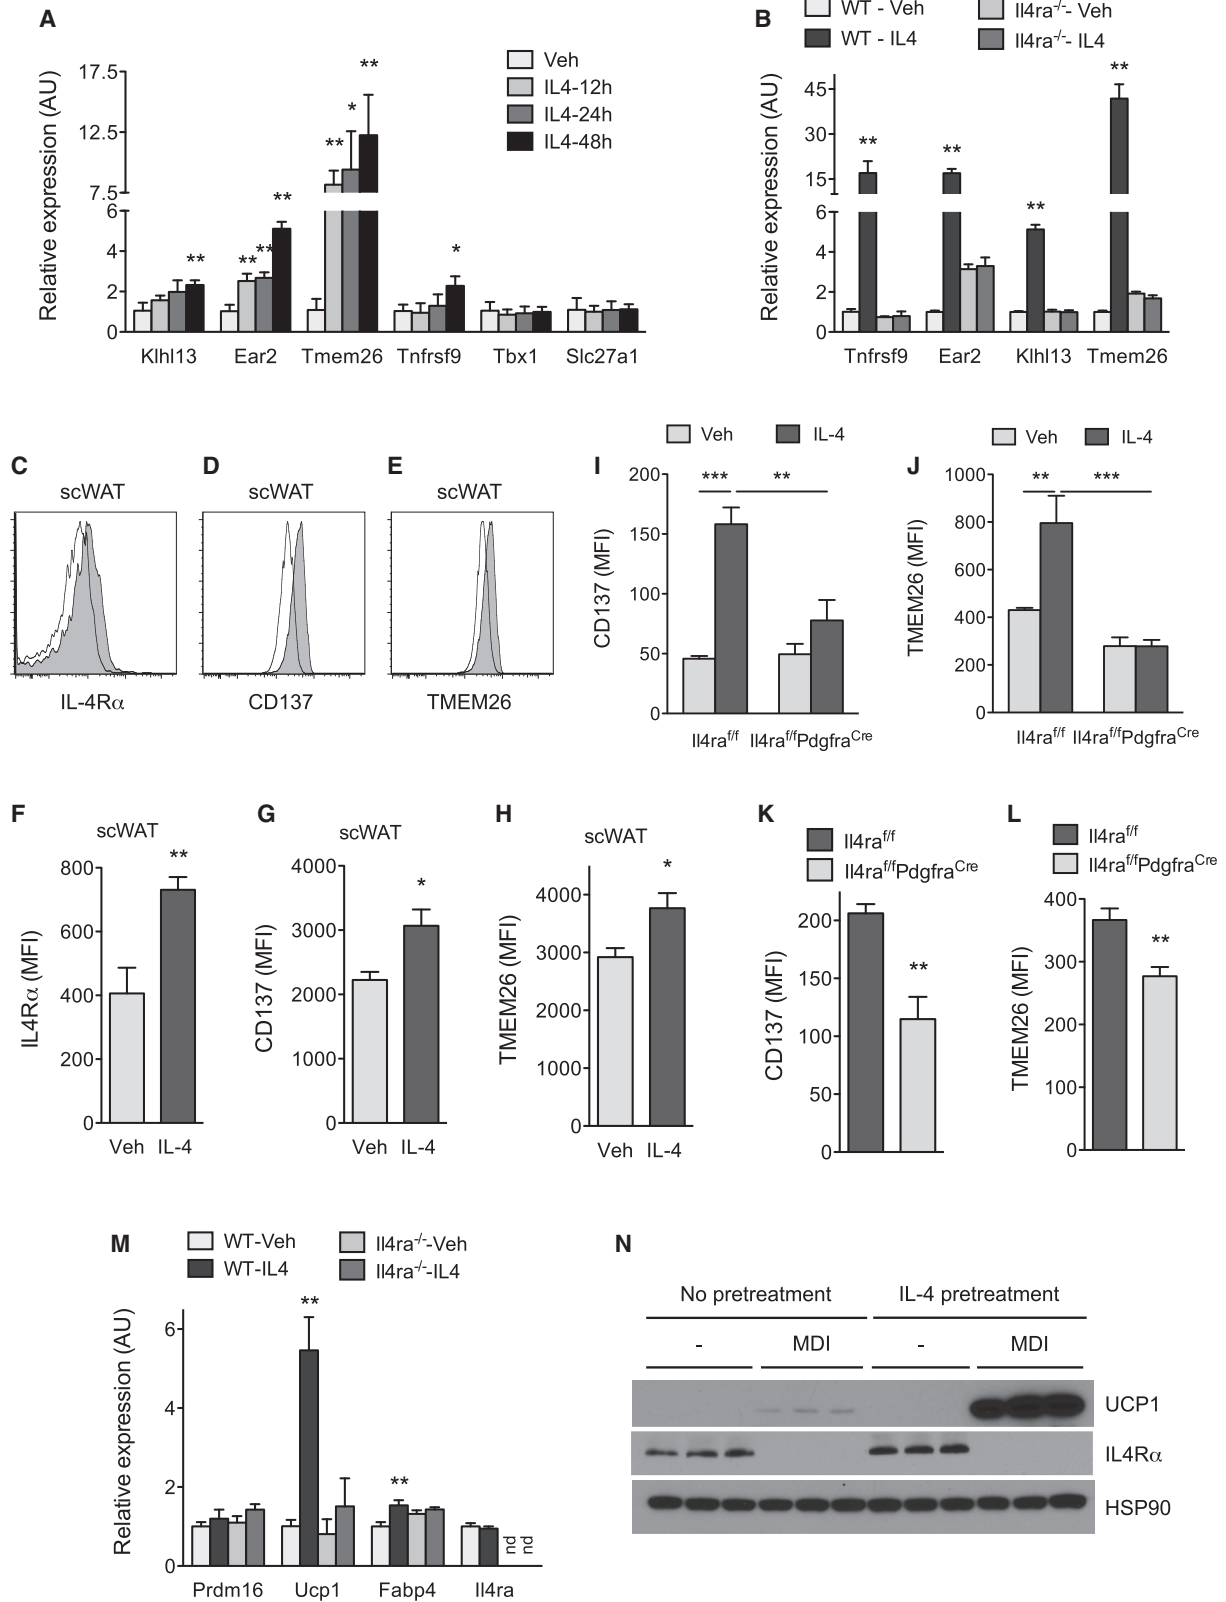 A
Veh
IL4-12h
IL4-24h
IL4-48h
Relative expression (AU)
17.5
12.5
7.5
6
4
2
0
** ** ** ** ** * ** *
Klhl13 Ear2 Tmem26 Tnfrsf9 Tbx1 Slc27a1
B
WT - Veh Il4ra-/-- Veh
WT - IL4 Il4ra-/-- IL4
Relative expression (AU)
45
30
15
6
4
2
0
** ** ** **
Tnfrsf9 Ear2 Klhl13 Tmem26
C
scWAT
IL-4Rα
D
scWAT
CD137
E
scWAT
TMEM26
I
Veh IL-4
CD137 (MFI)
200
150
100
50
0
*** **
Il4raf/f Il4raf/fPdgfraCre
J
Veh IL-4
TMEM26 (MFI)
1000
800
600
400
200
0
** ***
Il4raf/f Il4raf/fPdgfraCre
F
scWAT
IL4Rα (MFI)
800
600
400
200
0
**
Veh IL-4
G
scWAT
CD137 (MFI)
4000
3000
2000
1000
0
*
Veh IL-4
H
scWAT
TMEM26 (MFI)
4000
3000
2000
1000
0
*
Veh IL-4
K
Il4raf/f
Il4raf/fPdgfraCre
CD137 (MFI)
200
150
100
50
0
**
L
Il4raf/f
Il4raf/fPdgfraCre
TMEM26 (MFI)
400
300
200
100
0
**
M
WT-Veh Il4ra-/--Veh
WT-IL4 Il4ra-/--IL4
Relative expression (AU)
6
4
2
0
** **
nd nd
Prdm16 Ucp1 Fabp4 Il4ra
N
No pretreatment IL-4 pretreatment
- MDI - MDI
UCP1
IL4Rα
HSP90